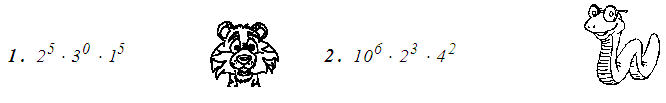 1. 2⁵ · 3⁰ · 1⁵
2. 10⁶ · 2³ · 4²